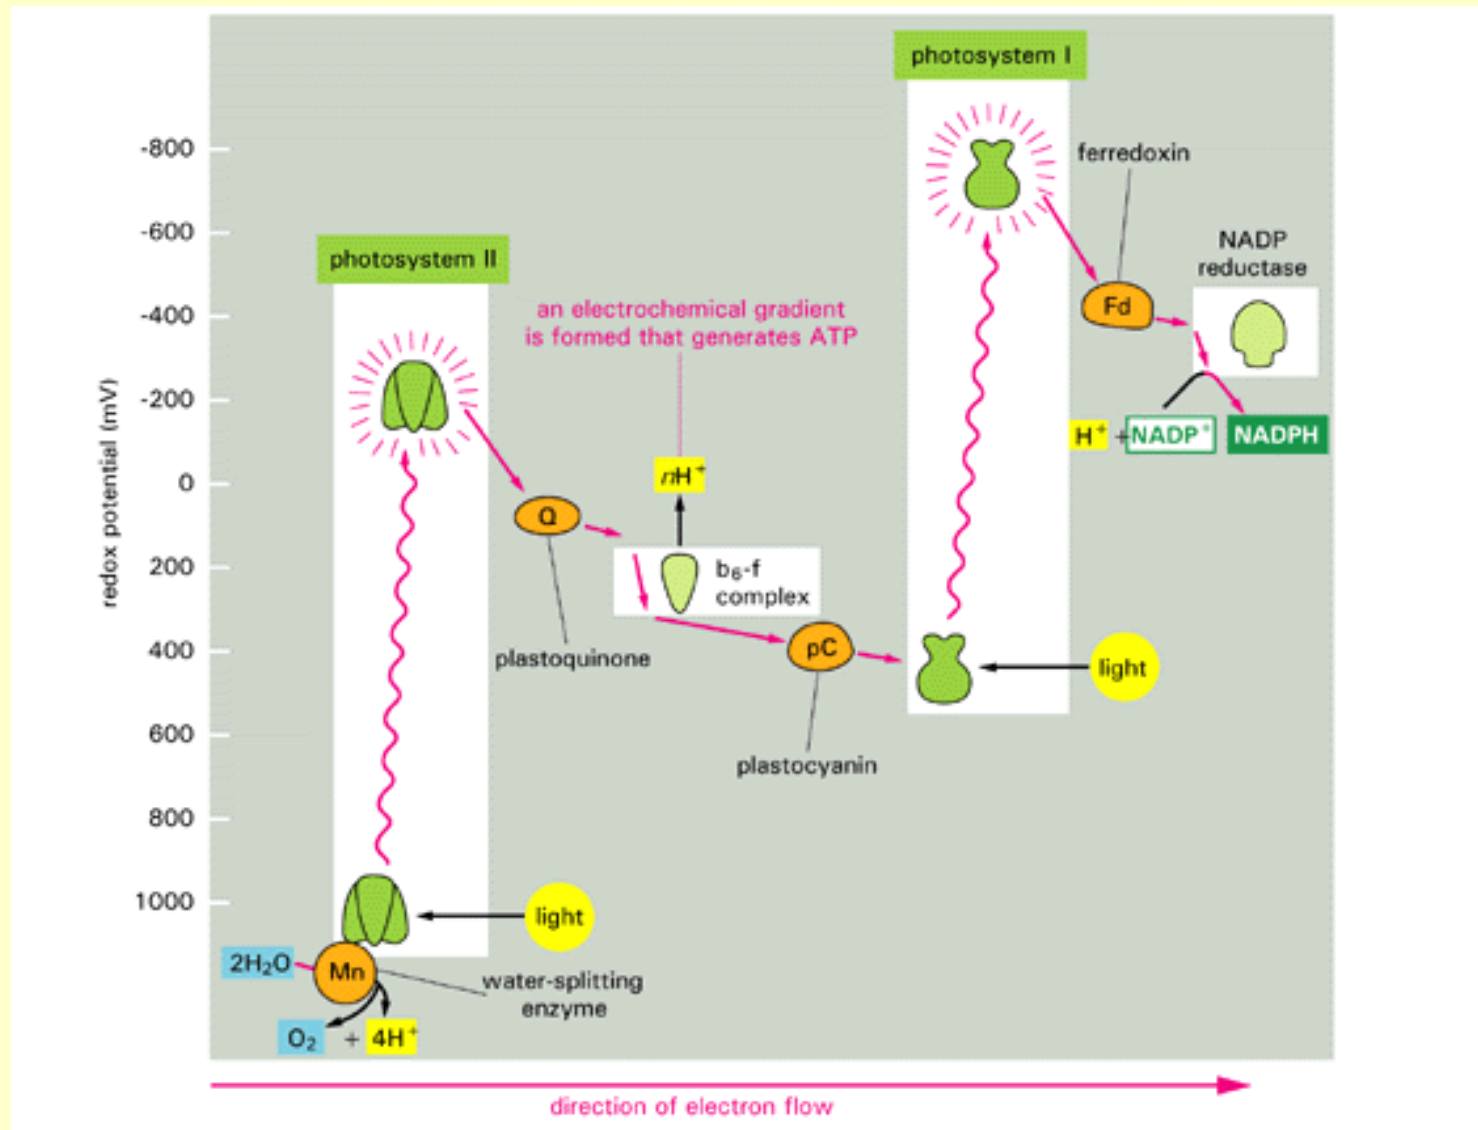 photosystem I
-800
ferredoxin
-600
NADP
reductase
photosystem II
-400
an electrochemical gradient
is formed that generates ATP
Fd
-200
H⁺ + NADP⁺ NADPH
redox potential (mV)
0
nH⁺
Q
200
b₆-f
complex
400
plastoquinone
pC
light
600
plastocyanin
800
1000
light
2H₂O
Mn
water-splitting
enzyme
O₂ + 4H⁺
direction of electron flow